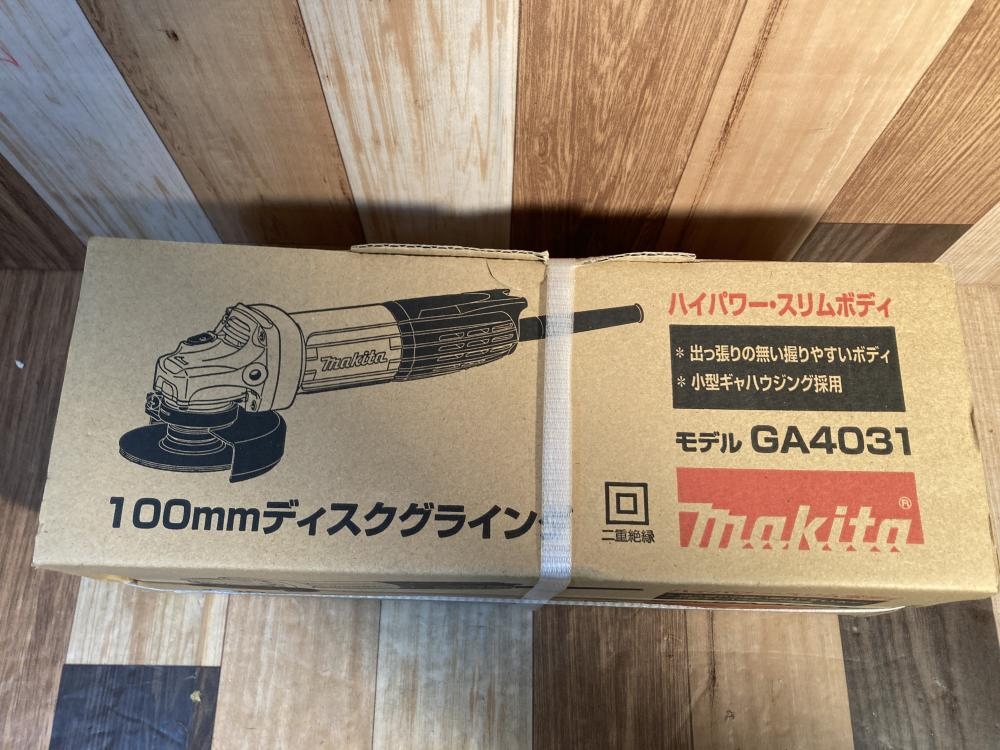 makita
100mmディスクグライン
ハイパワー・スリムボディ
* 出っ張りの無い握りやすいボディ
* 小型ギャハウジング採用
モデル GA4031
二重絶縁
makita®